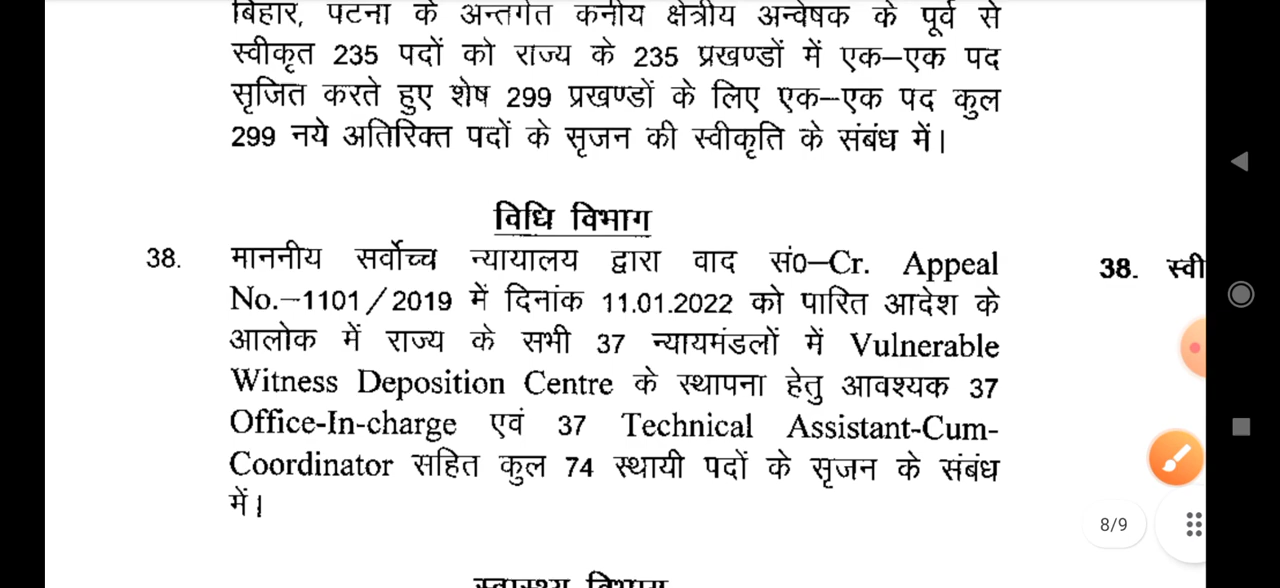 बिहार, पटना के अन्तर्गत कनीय क्षेत्रीय अन्वेषक के पूर्व से
स्वीकृत 235 पदों को राज्य के 235 प्रखण्डों में एक–एक पद
सृजित करते हुए शेष 299 प्रखण्डों के लिए एक–एक पद कुल
299 नये अतिरिक्त पदों के सृजन की स्वीकृति के संबंध में।
विधि विभाग
38. माननीय सर्वोच्च न्यायालय द्वारा वाद सं०–Cr. Appeal
No.–1101/2019 में दिनांक 11.01.2022 को पारित आदेश के
आलोक में राज्य के सभी 37 न्यायमंडलों में Vulnerable
Witness Deposition Centre के स्थापना हेतु आवश्यक 37
Office-In-charge एवं 37 Technical Assistant-Cum-
Coordinator सहित कुल 74 स्थायी पदों के सृजन के संबंध
में।
38. स्वी
8/9
स्वास्थ्य विभाग